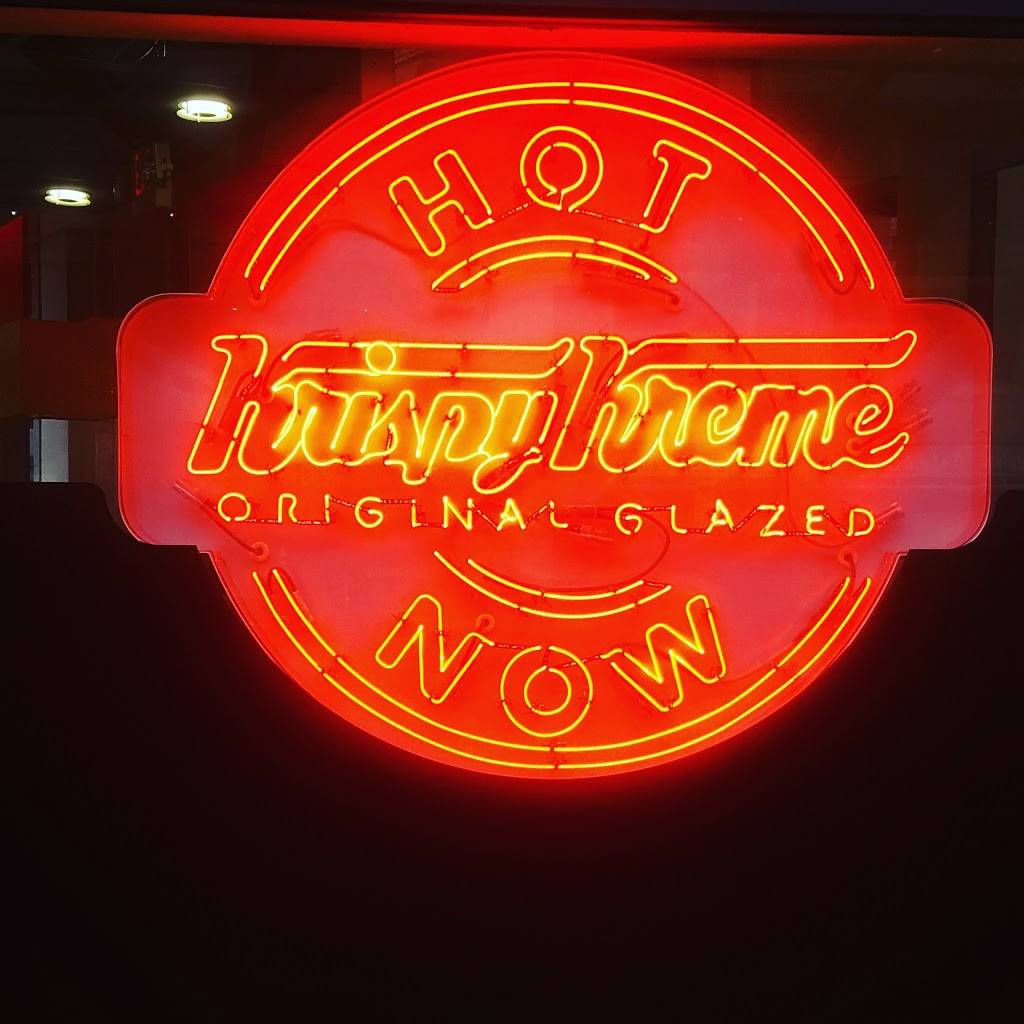 HOT
Krispy Kreme
ORIGINAL GLAZED
NOW